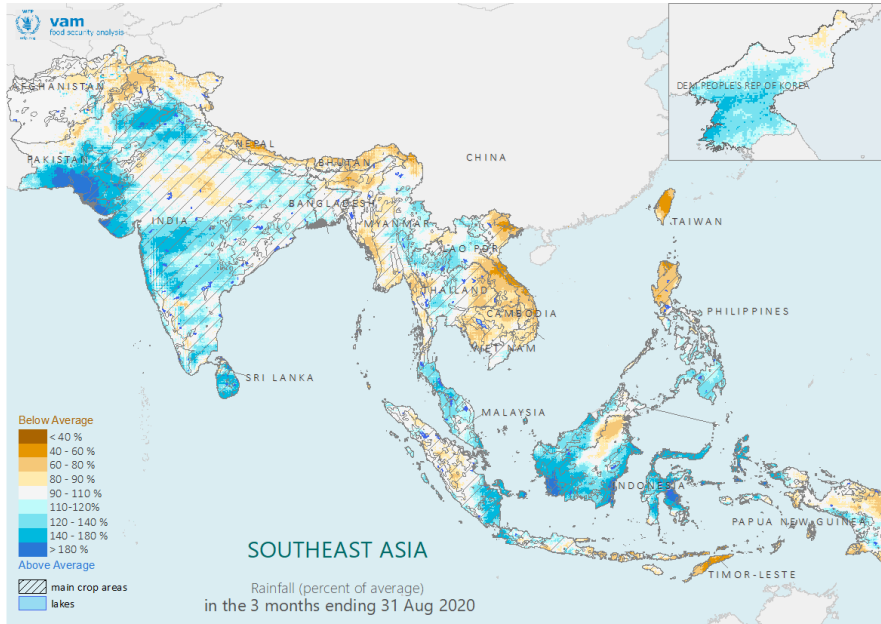 WFP
wfp.org
vam
food security analysis
AFGHANISTAN
DEM PEOPLE'S REP OF KOREA
PAKISTAN
NEPAL
BHUTAN
CHINA
BANGLADESH
INDIA
MYANMAR
TAIWAN
LAO PDR
THAILAND
CAMBODIA
PHILIPPINES
VIET NAM
SRI LANKA
MALAYSIA
INDONESIA
PAPUA NEW GUINEA
TIMOR-LESTE
Below Average
< 40 %
40 - 60 %
60 - 80 %
80 - 90 %
90 - 110 %
110-120%
120 - 140 %
140 - 180 %
> 180 %
Above Average
main crop areas
lakes
SOUTHEAST ASIA
Rainfall (percent of average)
in the 3 months ending 31 Aug 2020